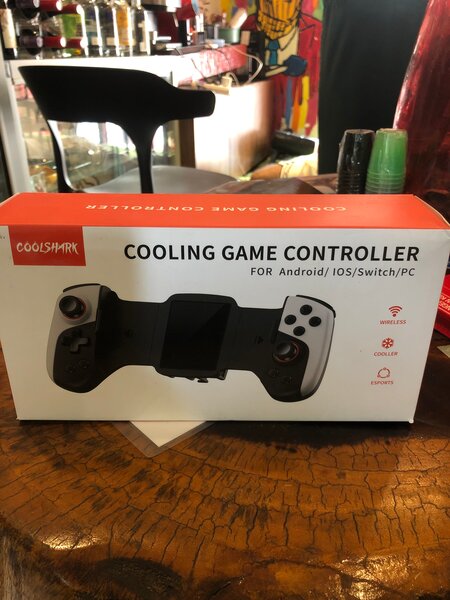 COOLING GAME CONTROLLER
COOLSHARK
COOLING GAME CONTROLLER
FOR Android/ IOS/Switch/PC
WIRELESS
COOLLER
ESPORTS